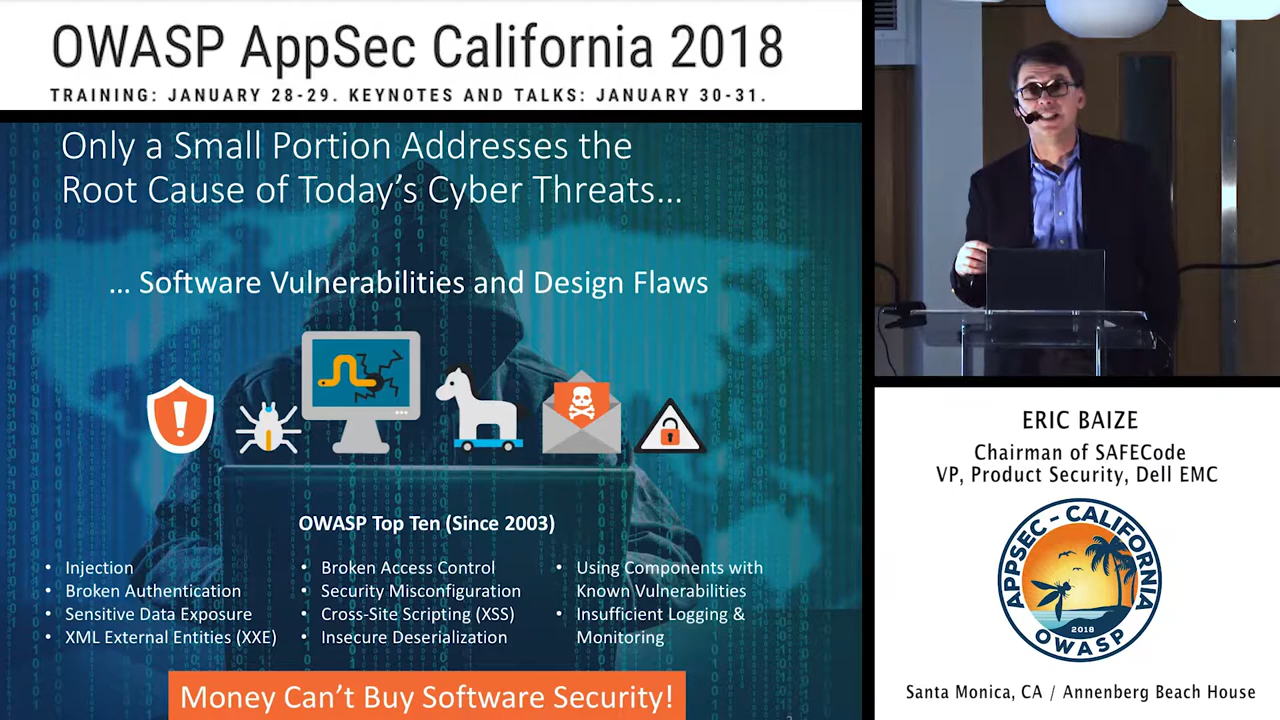 OWASP AppSec California 2018
TRAINING: JANUARY 28-29. KEYNOTES AND TALKS: JANUARY 30-31.
Only a Small Portion Addresses the
Root Cause of Today's Cyber Threats...
... Software Vulnerabilities and Design Flaws
OWASP Top Ten (Since 2003)
• Injection
• Broken Authentication
• Sensitive Data Exposure
• XML External Entities (XXE)
• Broken Access Control
• Security Misconfiguration
• Cross-Site Scripting (XSS)
• Insecure Deserialization
• Using Components with
Known Vulnerabilities
• Insufficient Logging &
Monitoring
Money Can't Buy Software Security!
ERIC BAIZE
Chairman of SAFECode
VP, Product Security, Dell EMC
APPSEC - CALIFORNIA
2018
OWASP
Santa Monica, CA / Annenberg Beach House